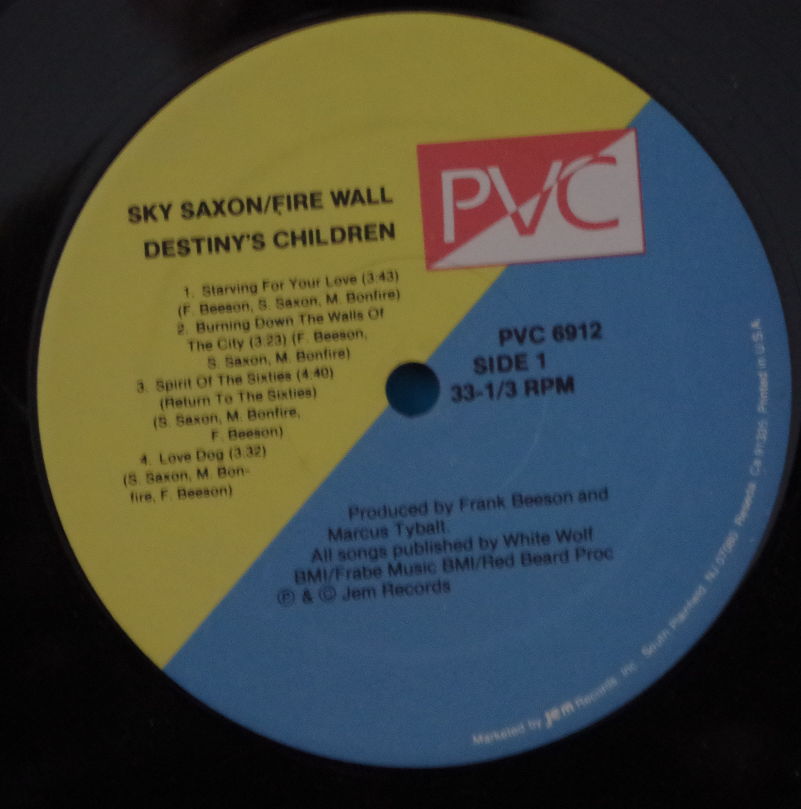 PVC
SKY SAXON/FIRE WALL
DESTINY'S CHILDREN
1. Starving For Your Love (3:43)
(F. Beeson, S. Saxon, M. Bonfire)
2. Burning Down The Walls Of
The City (3:23) (F. Beeson,
S. Saxon, M. Bonfire)
3. Spirit Of The Sixties (4:40)
(Return To The Sixties)
(S. Saxon, M. Bonfire,
F. Beeson)
4. Love Dog (3:32)
(S. Saxon, M. Bon-
fire, F. Beeson)
PVC 6912
SIDE 1
33-1/3 RPM
Produced by Frank Beeson and
Marcus Tybalt.
All songs published by White Wolf
BMI/Frabe Music BMI/Red Beard Proc
Ⓟ & © Jem Records
Marketed by jem Records, Inc. South Plainfield, NJ 07080 Reseda, Ca 91335 Printed in U.S.A.